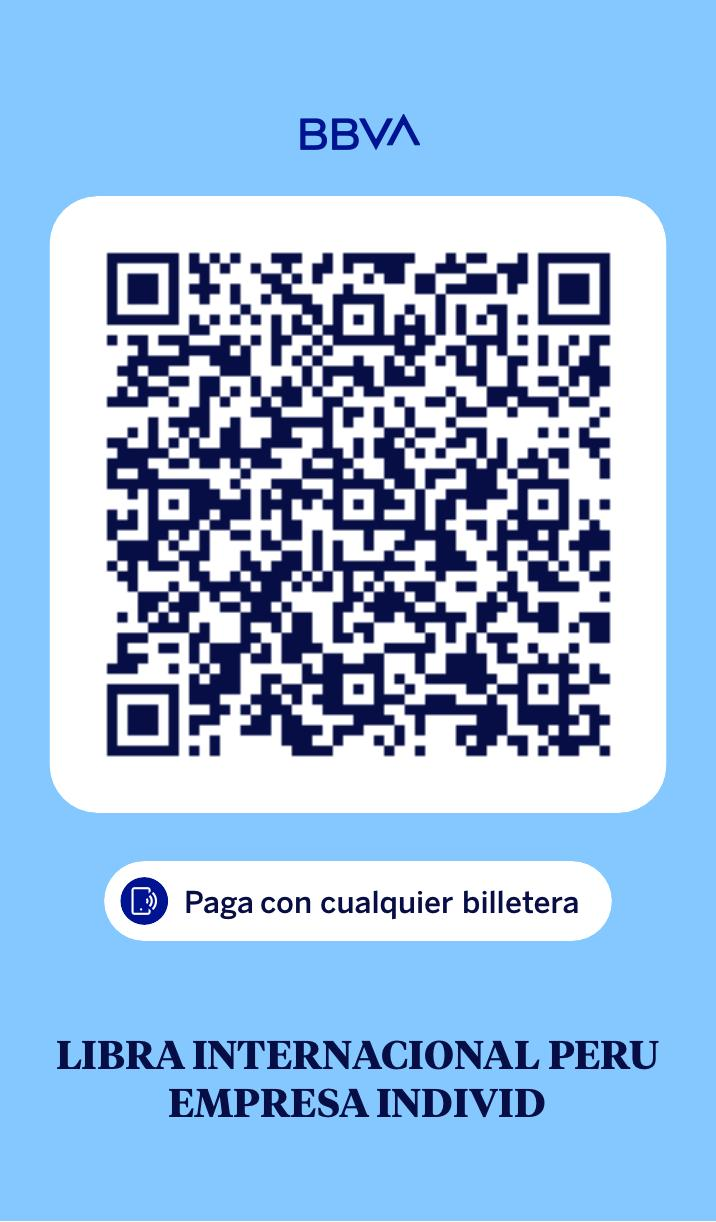 BBVA
Paga con cualquier billetera
LIBRA INTERNACIONAL PERU
EMPRESA INDIVID